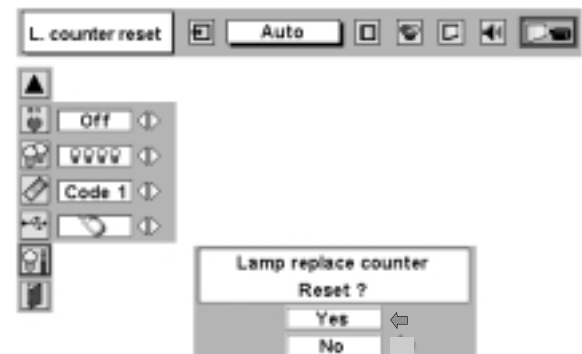 L. counter reset
Auto
Off
Code 1
Lamp replace counter
Reset ?
Yes
No